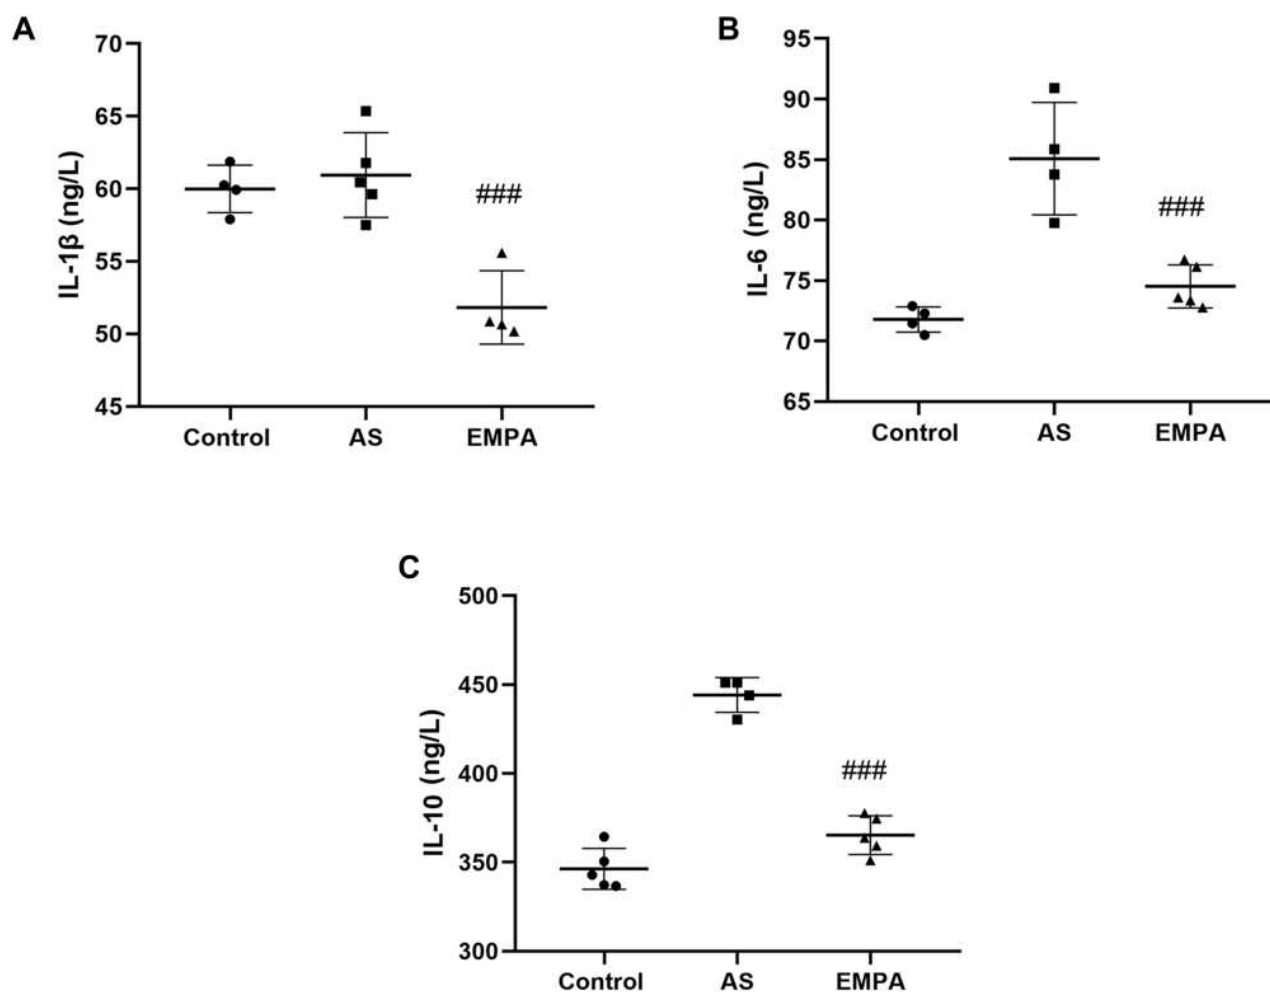 A
IL-1β (ng/L)
70
65
60
55
50
45
###
Control AS EMPA
B
IL-6 (ng/L)
95
90
85
80
75
70
65
###
Control AS EMPA
C
IL-10 (ng/L)
500
450
400
350
300
###
Control AS EMPA